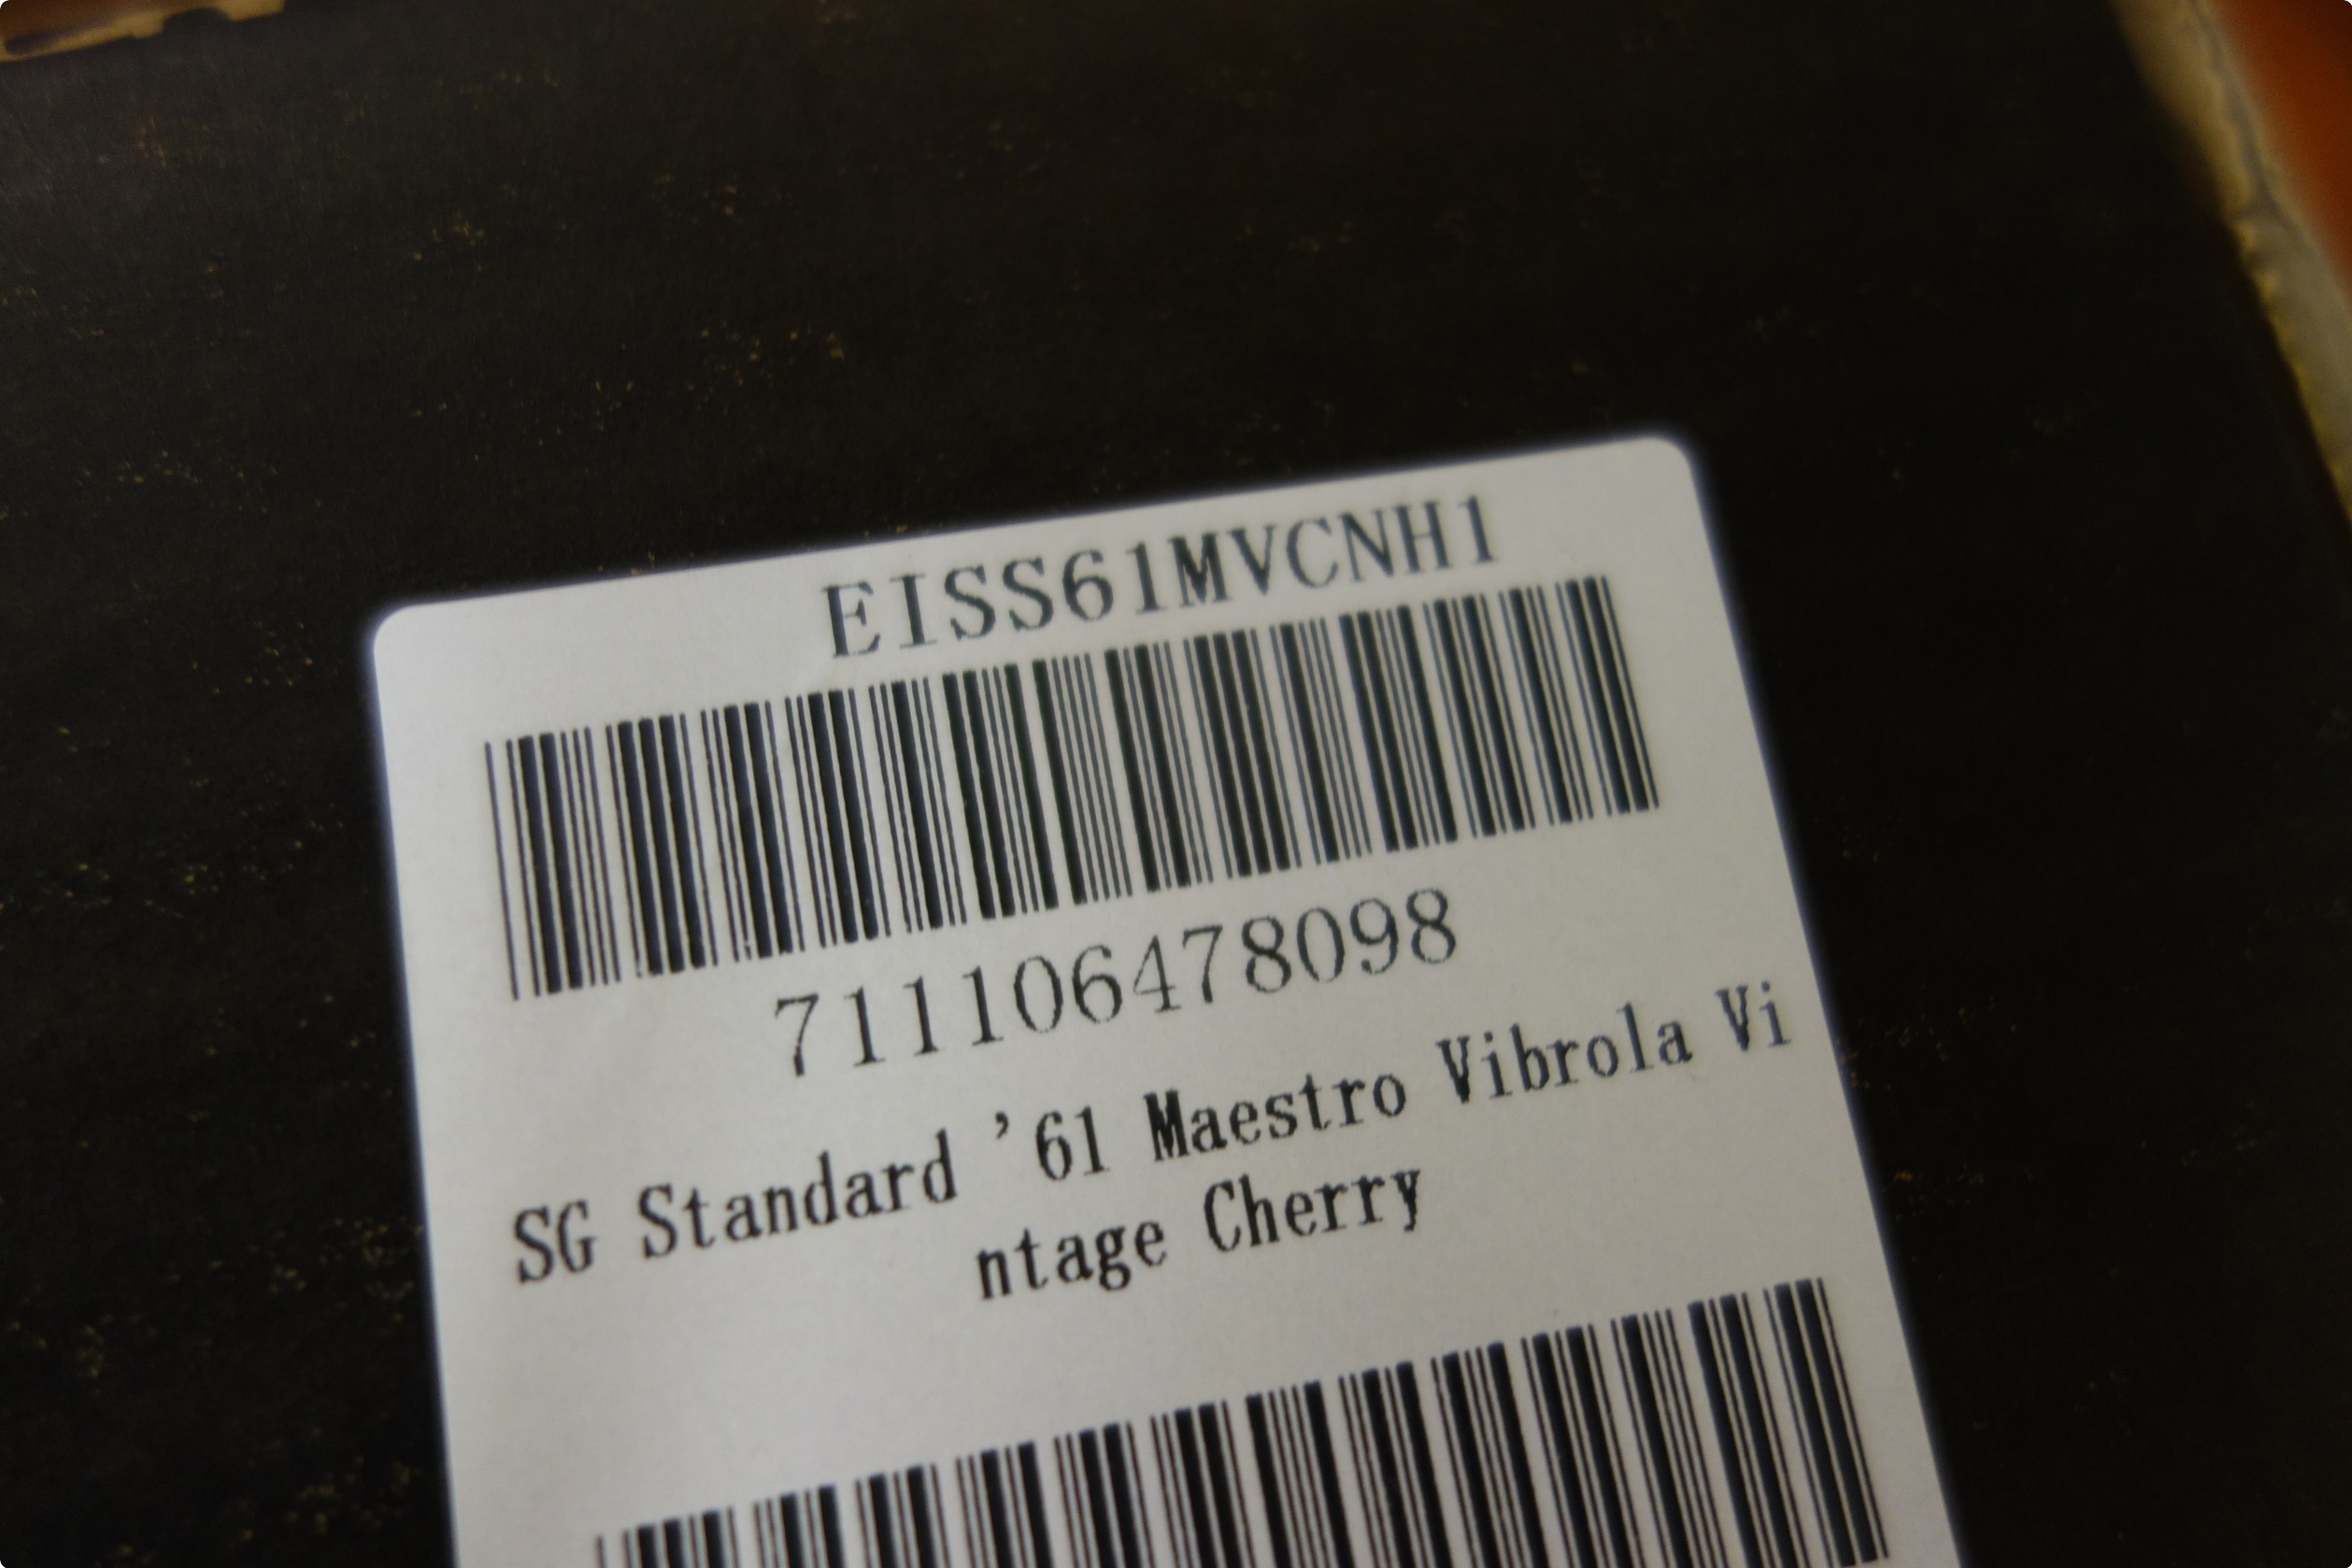 EISS61MVCNH1
711106478098
SG Standard '61 Maestro Vibrola Vi
ntage Cherry